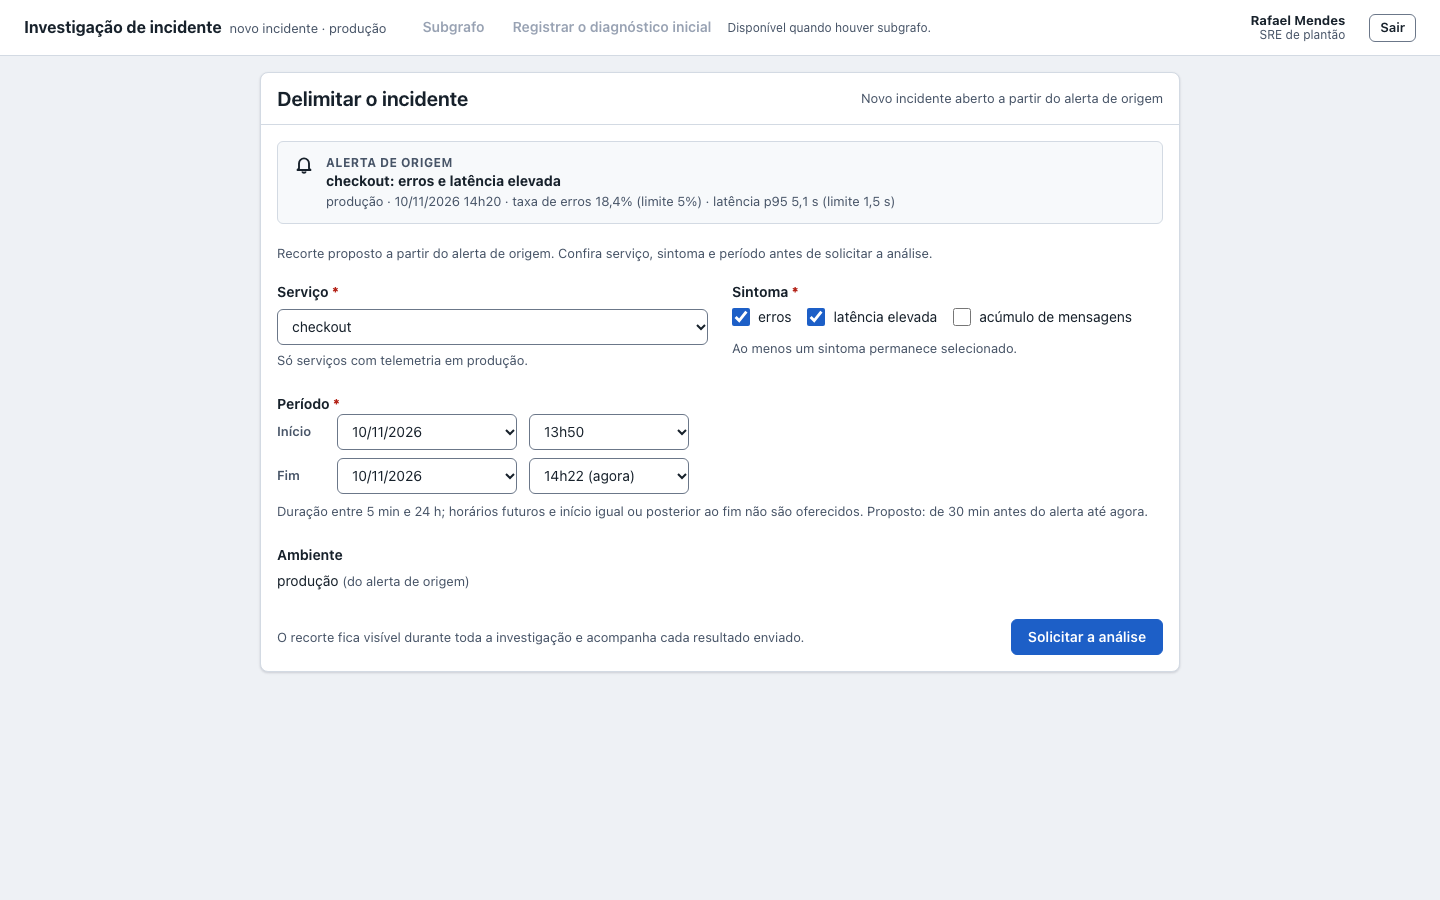 Investigação de incidente novo incidente · produção Subgrafo Registrar o diagnóstico inicial Disponível quando houver subgrafo. Rafael Mendes
SRE de plantão
Sair
Delimitar o incidente Novo incidente aberto a partir do alerta de origem
ALERTA DE ORIGEM
checkout: erros e latência elevada
produção · 10/11/2026 14h20 · taxa de erros 18,4% (limite 5%) · latência p95 5,1 s (limite 1,5 s)
Recorte proposto a partir do alerta de origem. Confira serviço, sintoma e período antes de solicitar a análise.
Serviço *
checkout
Só serviços com telemetria em produção.
Sintoma *
erros latência elevada acúmulo de mensagens
Ao menos um sintoma permanece selecionado.
Período *
Início 10/11/2026 13h50
Fim 10/11/2026 14h22 (agora)
Duração entre 5 min e 24 h; horários futuros e início igual ou posterior ao fim não são oferecidos. Proposto: de 30 min antes do alerta até agora.
Ambiente
produção (do alerta de origem)
O recorte fica visível durante toda a investigação e acompanha cada resultado enviado. Solicitar a análise